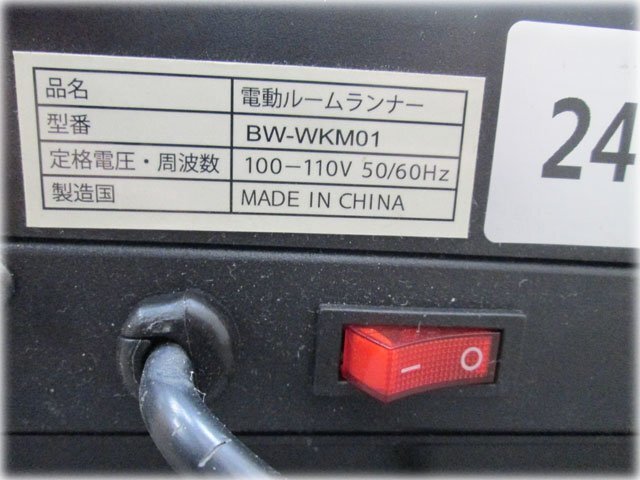 品名 電動ルームランナー
型番 BW-WKM01
定格電圧・周波数 100－110V 50/60Hz
製造国 MADE IN CHINA
24
－ O